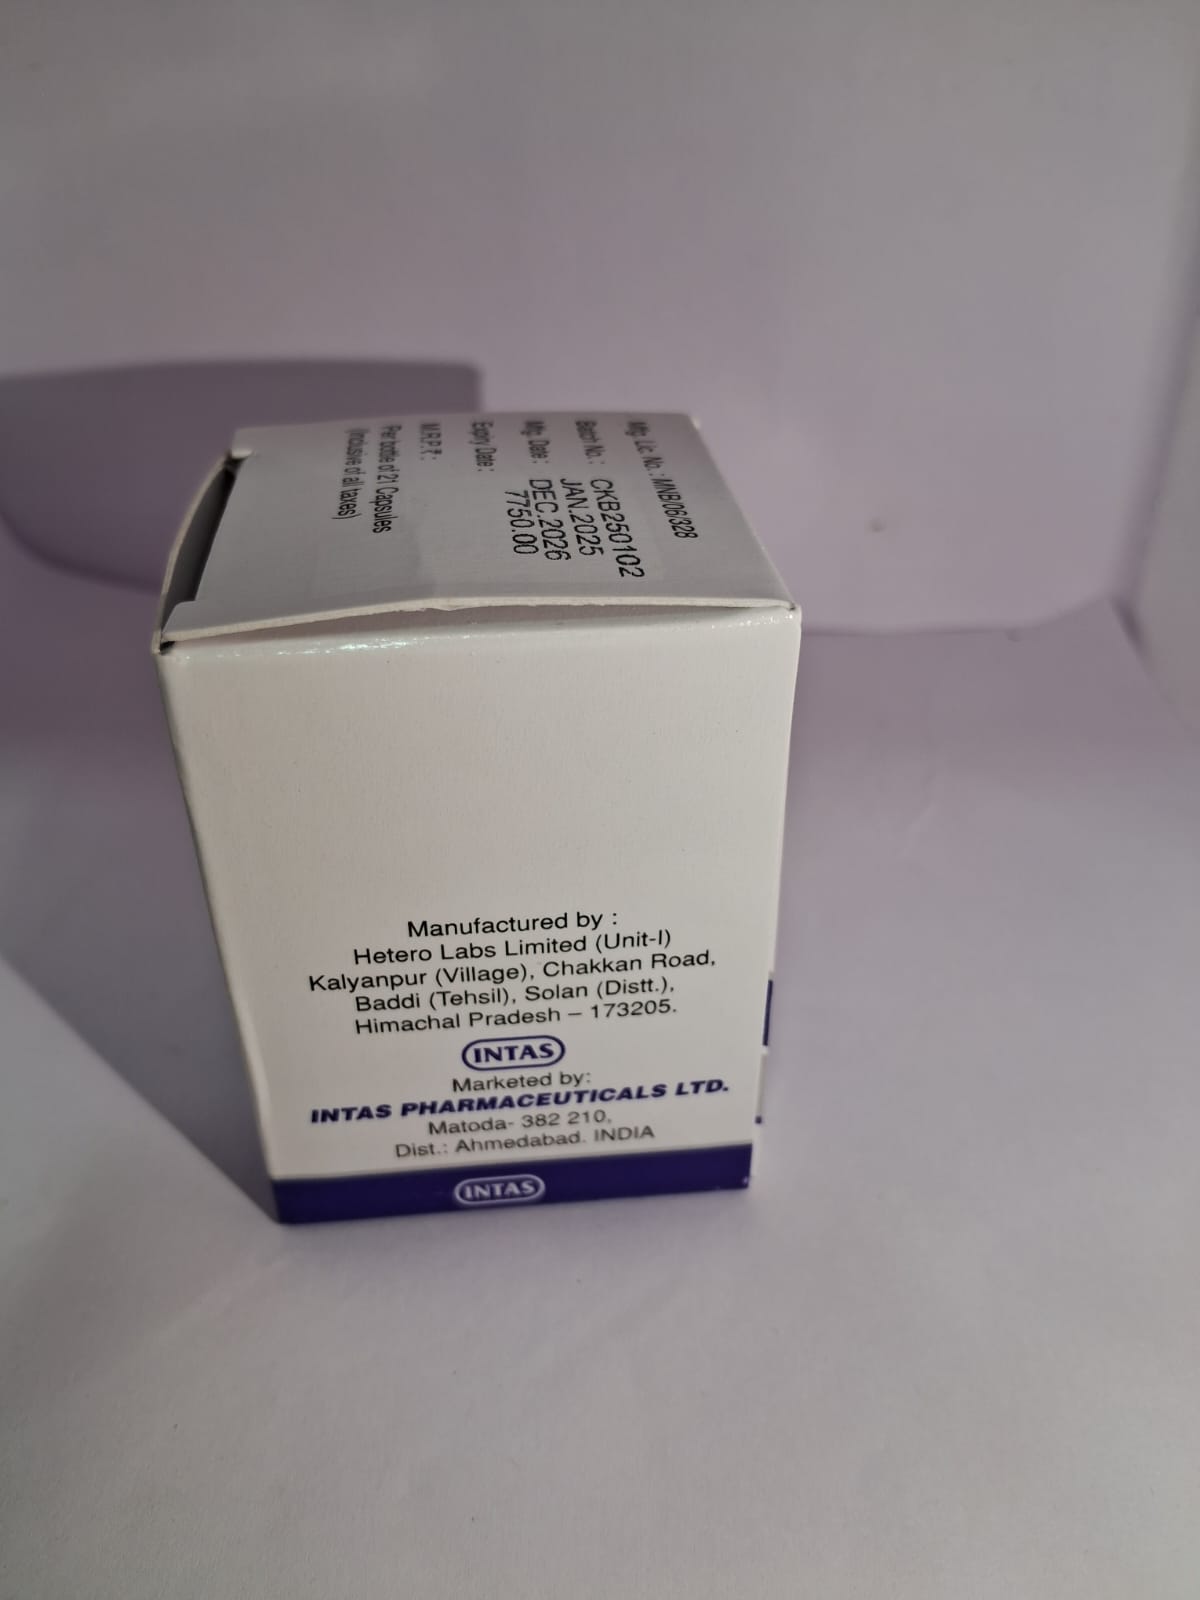 Mfg. Lic. No.: MNB/06/328
Batch No.: CKB250102
Mfg. Date: JAN.2025
Expiry Date: DEC.2026
M.R.P.₹: 7750.00
Per bottle of 21 Capsules
(Inclusive of all taxes)
Manufactured by :
Hetero Labs Limited (Unit-I)
Kalyanpur (Village), Chakkan Road,
Baddi (Tehsil), Solan (Distt.),
Himachal Pradesh – 173205.
INTAS
Marketed by:
INTAS PHARMACEUTICALS LTD.
Matoda- 382 210,
Dist.: Ahmedabad. INDIA
INTAS